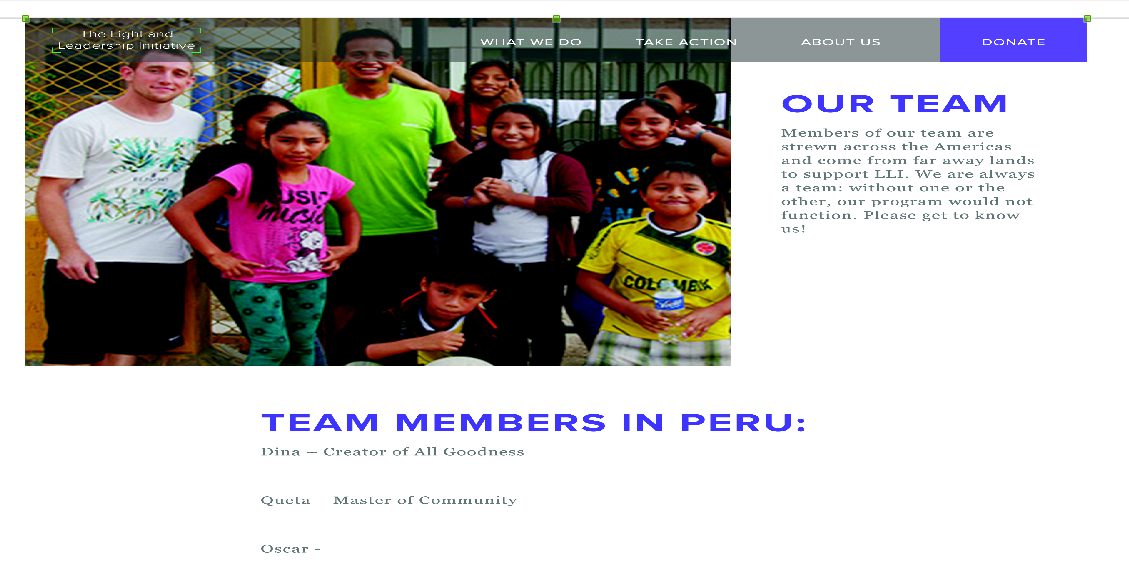 The Light and
Leadership Initiative
WHAT WE DO
TAKE ACTION
ABOUT US
DONATE
OUR TEAM
Members of our team are
strewn across the Americas
and come from far away lands
to support LLI. We are always
a team: without one or the
other, our program would not
function. Please get to know
us!
MUSIC
music
COLOMBIA
TEAM MEMBERS IN PERU:
Dina – Creator of All Goodness
Queta – Master of Community
Oscar -